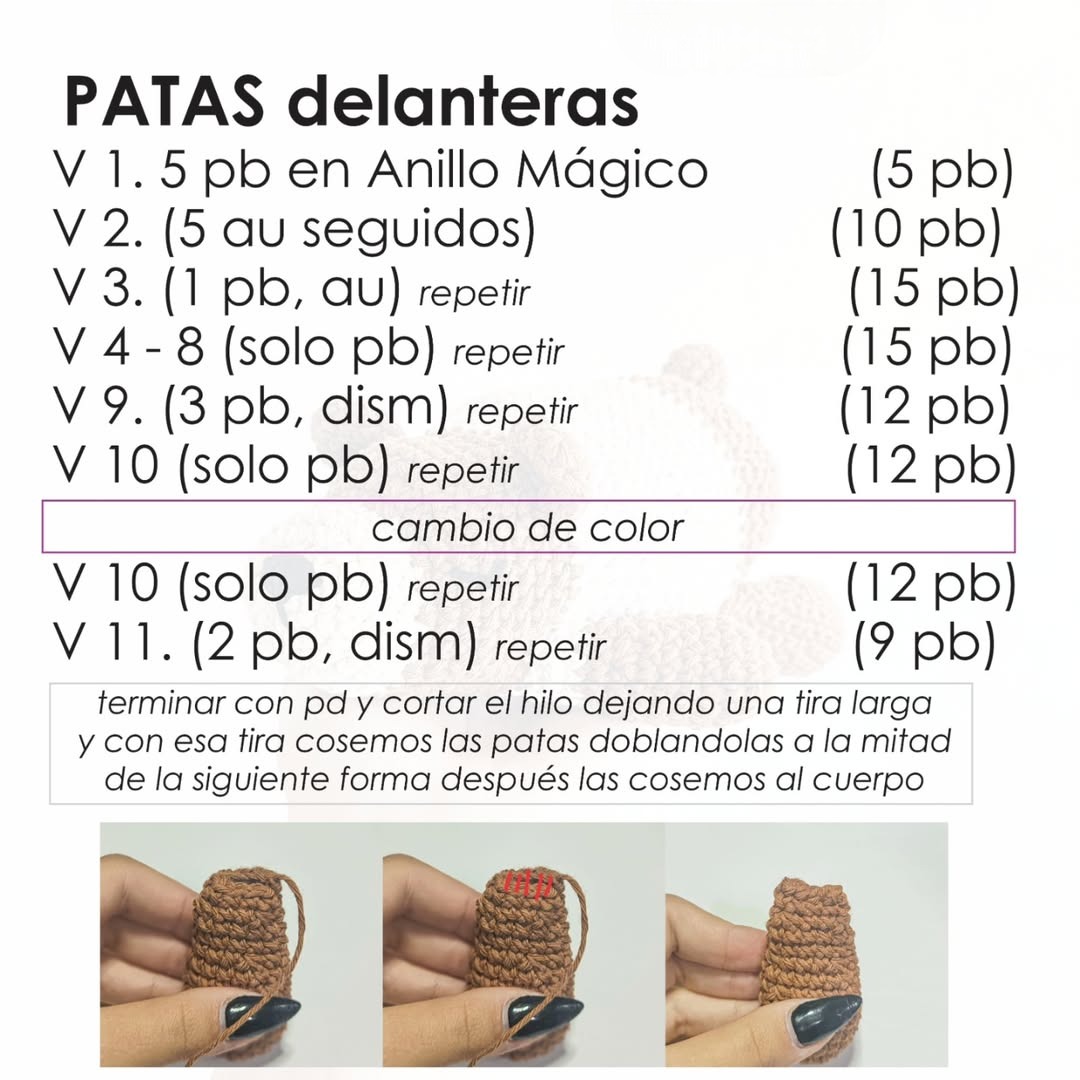 PATAS delanteras
V 1. 5 pb en Anillo Mágico (5 pb)
V 2. (5 au seguidos) (10 pb)
V 3. (1 pb, au) repetir (15 pb)
V 4 - 8 (solo pb) repetir (15 pb)
V 9. (3 pb, dism) repetir (12 pb)
V 10 (solo pb) repetir (12 pb)
cambio de color
V 10 (solo pb) repetir (12 pb)
V 11. (2 pb, dism) repetir (9 pb)
terminar con pd y cortar el hilo dejando una tira larga
y con esa tira cosemos las patas doblandolas a la mitad
de la siguiente forma después las cosemos al cuerpo